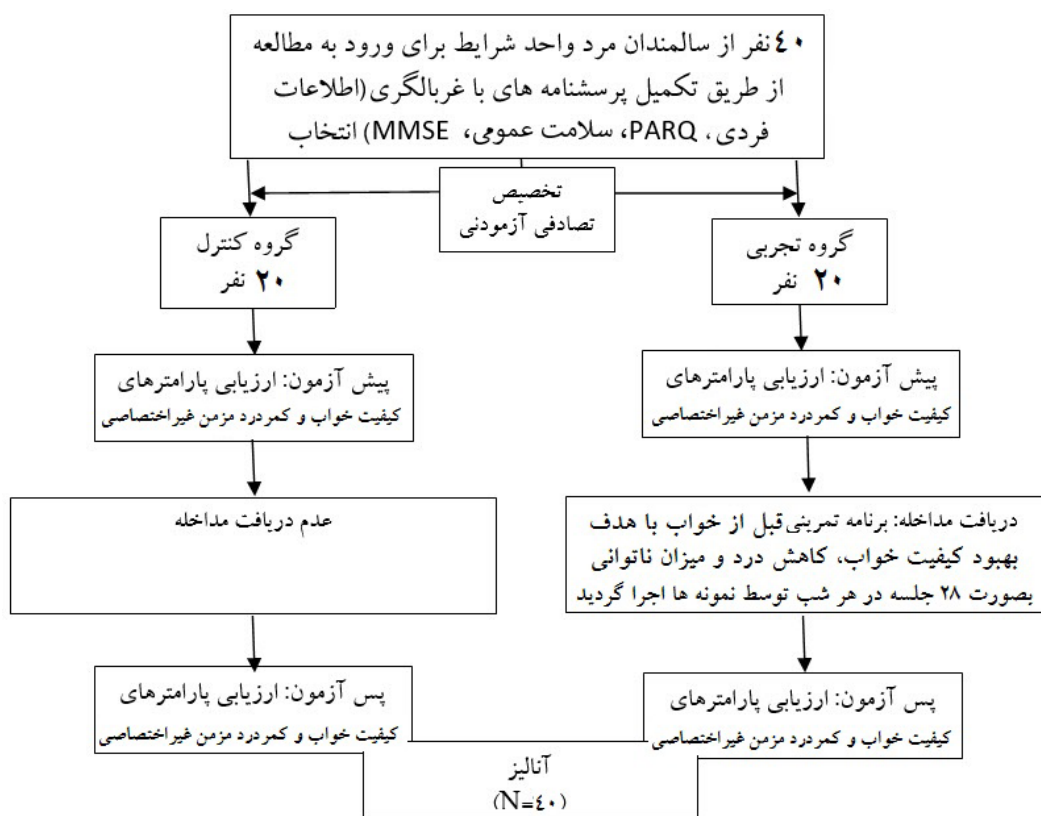 ٤٠ نفر از سالمندان مرد واحد شرایط برای ورود به مطالعه
از طریق تکمیل پرسشنامه های با غربالگری (اطلاعات
فردی، PARQ، سلامت عمومی، MMSE) انتخاب
تخصیص
تصادفی آزمودنی
گروه تجربی
۲۰ نفر
گروه کنترل
۲۰ نفر
پیش آزمون: ارزیابی پارامترهای
کیفیت خواب و کمردرد مزمن غیراختصاصی
پیش آزمون: ارزیابی پارامترهای
کیفیت خواب و کمردرد مزمن غیراختصاصی
دریافت مداخله: برنامه تمرینی قبل از خواب با هدف
بهبود کیفیت خواب، کاهش درد و میزان ناتوانی
بصورت ۲۸ جلسه در هر شب توسط نمونه ها اجرا گردید
عدم دریافت مداخله
پس آزمون: ارزیابی پارامترهای
کیفیت خواب و کمردرد مزمن غیراختصاصی
پس آزمون: ارزیابی پارامترهای
کیفیت خواب و کمردرد مزمن غیراختصاصی
آنالیز
(N=٤٠)